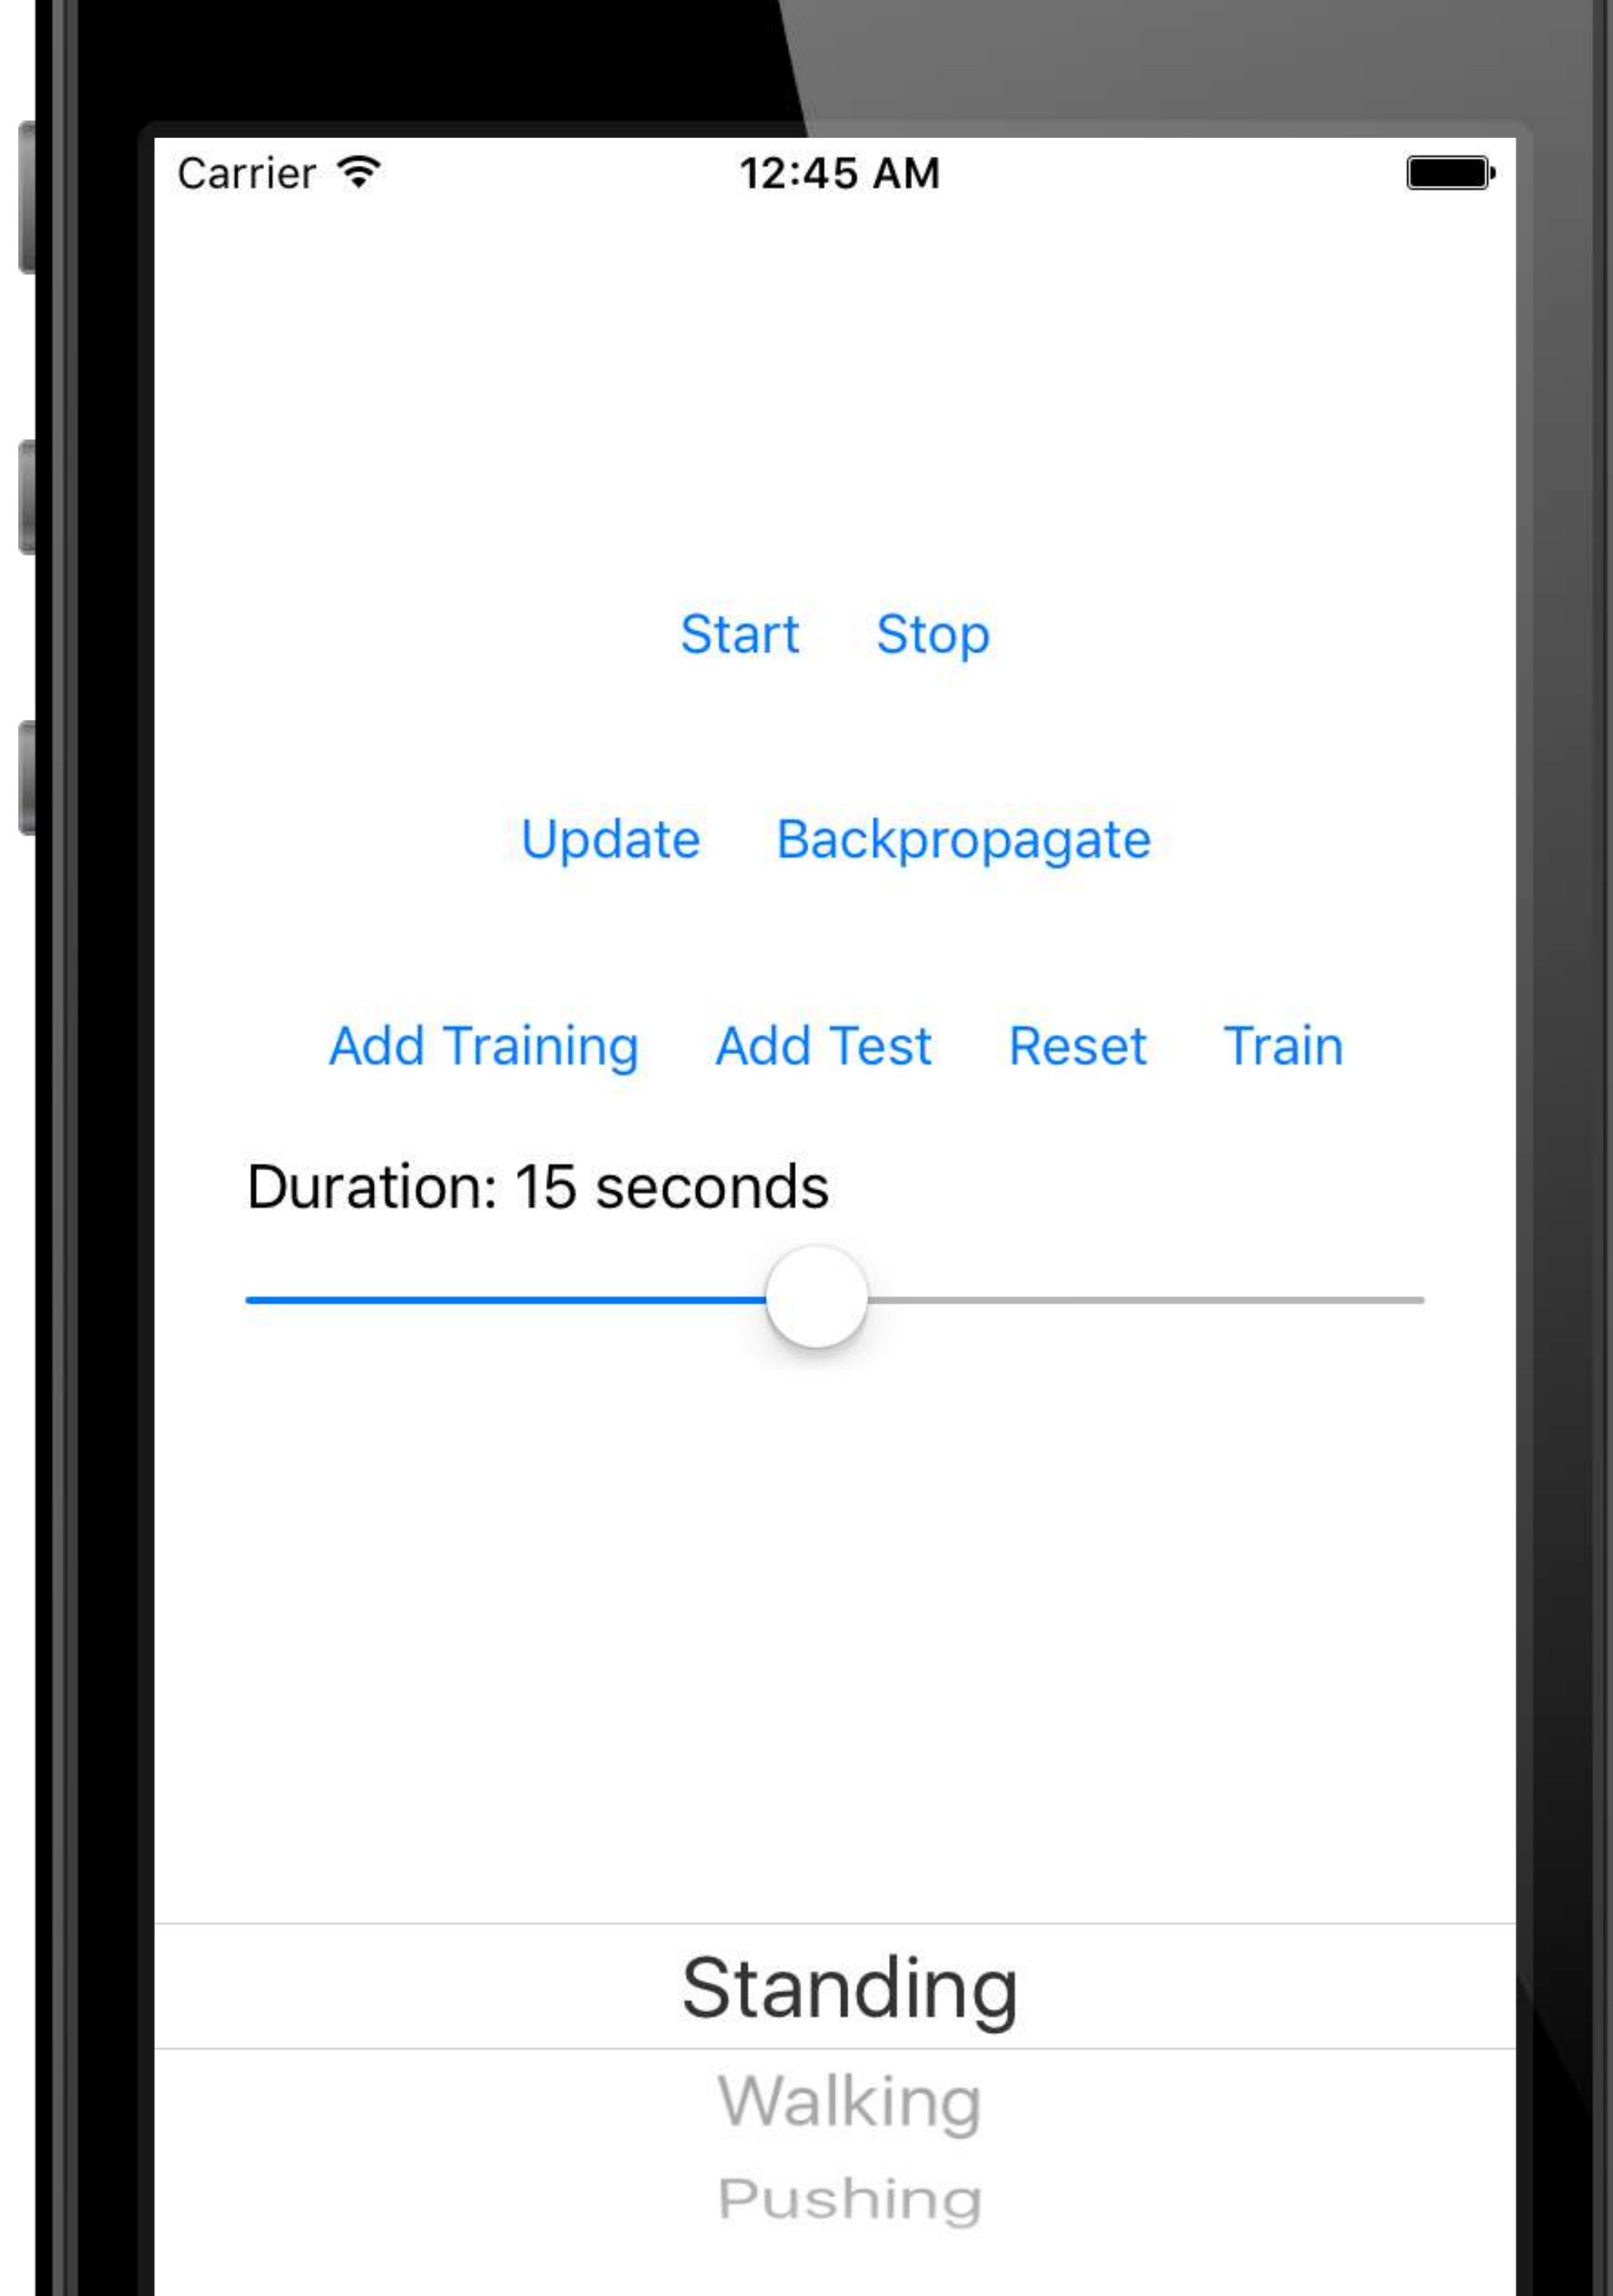 Carrier 12:45 AM
Start Stop
Update Backpropagate
Add Training Add Test Reset Train
Duration: 15 seconds
Standing
Walking
Pushing